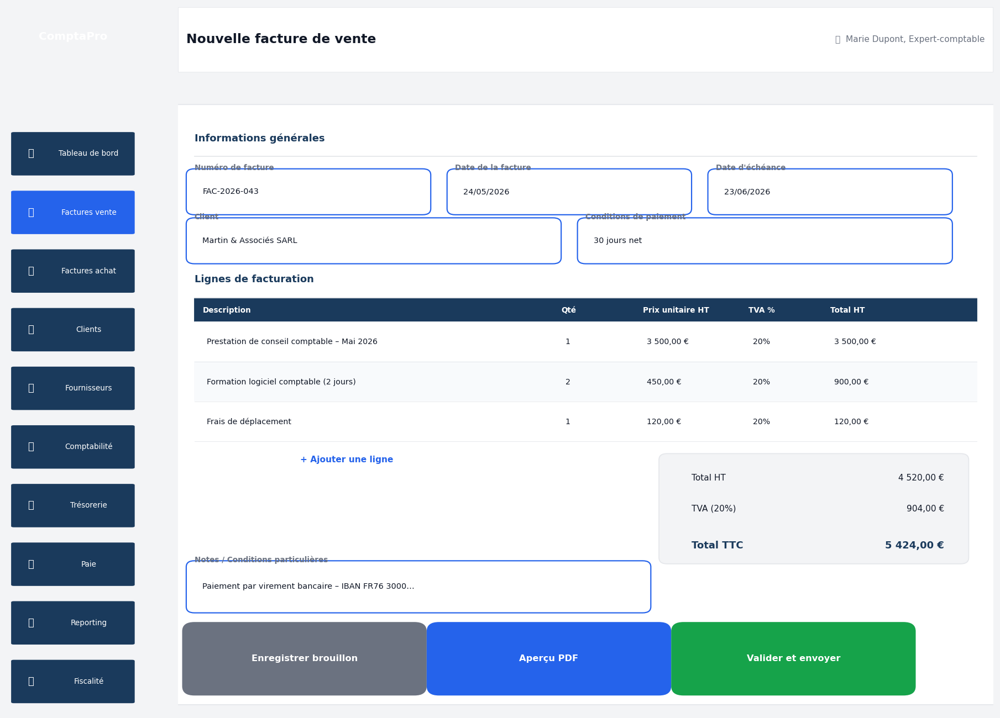 ComptaPro
Nouvelle facture de vente
Marie Dupont, Expert-comptable
Tableau de bord
Factures vente
Factures achat
Clients
Fournisseurs
Comptabilité
Trésorerie
Paie
Reporting
Fiscalité
Informations générales
Numéro de facture
Date de la facture
Date d'échéance
FAC-2026-043
24/05/2026
23/06/2026
Client
Conditions de paiement
Martin & Associés SARL
30 jours net
Lignes de facturation
Description Qté Prix unitaire HT TVA % Total HT
Prestation de conseil comptable – Mai 2026 1 3 500,00 € 20% 3 500,00 €
Formation logiciel comptable (2 jours) 2 450,00 € 20% 900,00 €
Frais de déplacement 1 120,00 € 20% 120,00 €
+ Ajouter une ligne
Total HT 4 520,00 €
TVA (20%) 904,00 €
Total TTC 5 424,00 €
Notes / Conditions particulières
Paiement par virement bancaire – IBAN FR76 3000...
Enregistrer brouillon
Aperçu PDF
Valider et envoyer